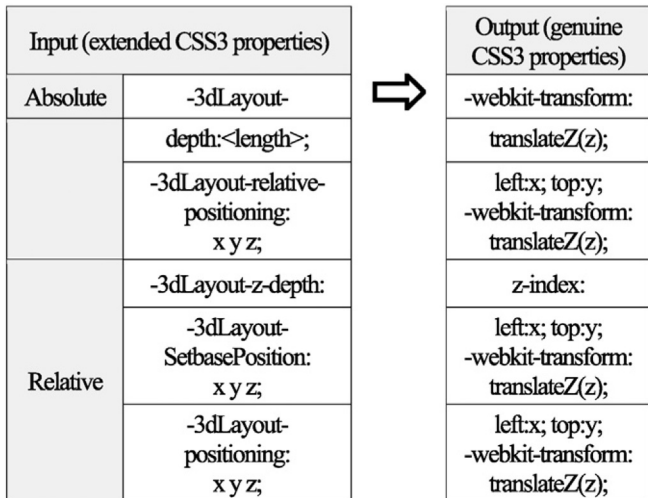 Input (extended CSS3 properties)
Output (genuine
CSS3 properties)
Absolute
-3dLayout-
-webkit-transform:
depth:<length>;
translateZ(z);
-3dLayout-relative-
positioning:
x y z;
left:x; top:y;
-webkit-transform:
translateZ(z);
-3dLayout-z-depth:
z-index:
Relative
-3dLayout-
SetbasePosition:
x y z;
left:x; top:y;
-webkit-transform:
translateZ(z);
-3dLayout-
positioning:
x y z;
left:x; top:y;
-webkit-transform:
translateZ(z);